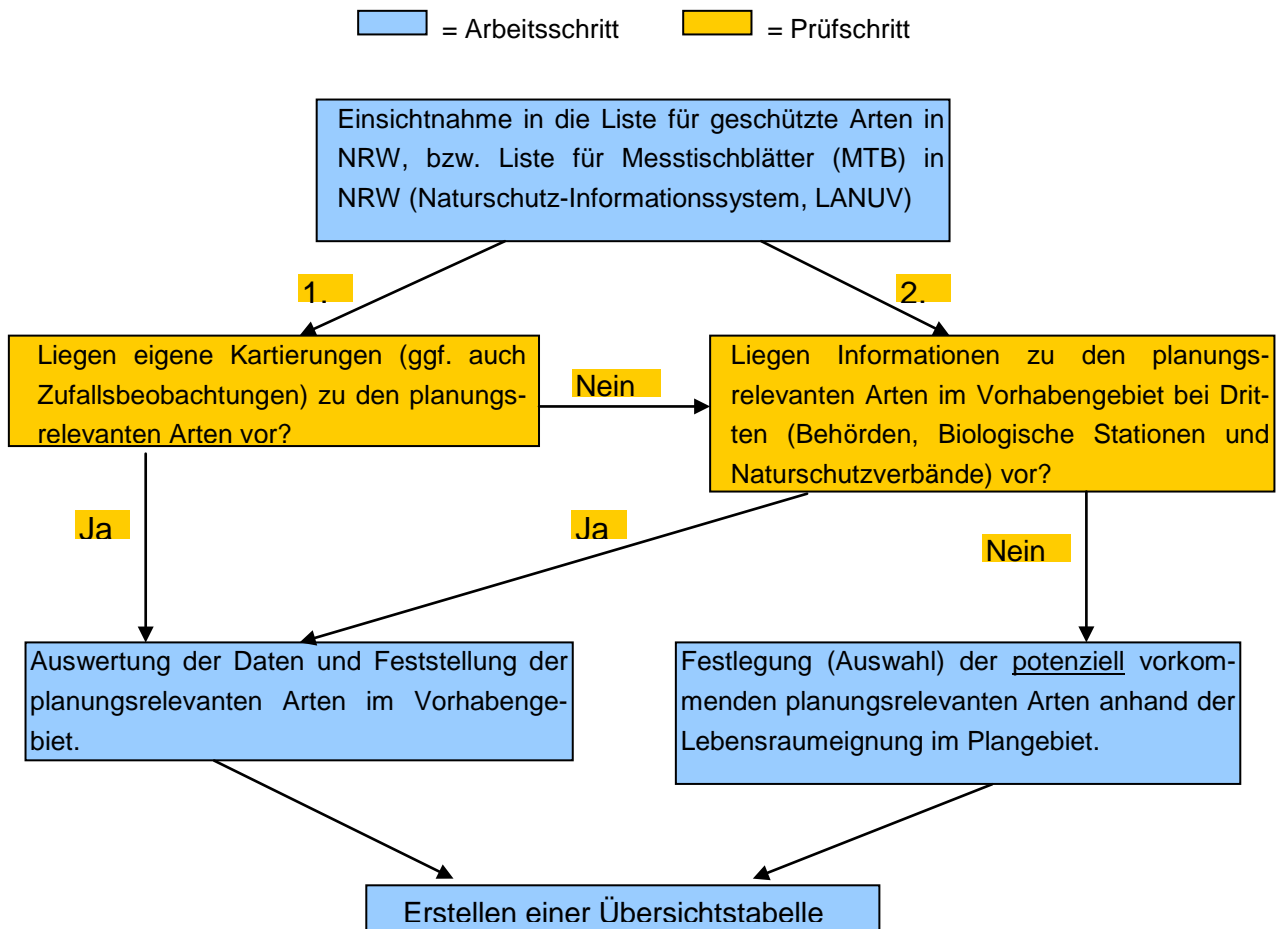 = Arbeitsschritt
= Prüfschritt
Einsichtnahme in die Liste für geschützte Arten in
NRW, bzw. Liste für Messtischblätter (MTB) in
NRW (Naturschutz-Informationssystem, LANUV)
1.
2.
Liegen eigene Kartierungen (ggf. auch
Zufallsbeobachtungen) zu den planungs-
relevanten Arten vor?
Nein
Liegen Informationen zu den planungs-
relevanten Arten im Vorhabengebiet bei Drit-
ten (Behörden, Biologische Stationen und
Naturschutzverbände) vor?
Ja
Ja
Nein
Auswertung der Daten und Feststellung der
planungsrelevanten Arten im Vorhabenge-
biet.
Festlegung (Auswahl) der potenziell vorkom-
menden planungsrelevanten Arten anhand der
Lebensraumeignung im Plangebiet.
Erstellen einer Übersichtstabelle